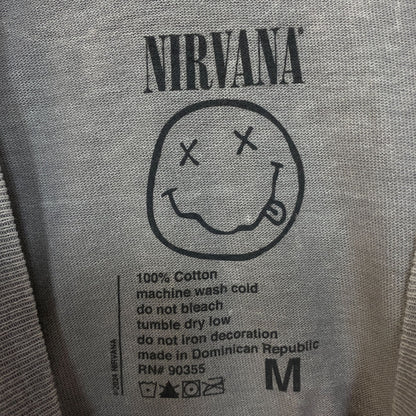 NIRVANA
100% Cotton
machine wash cold
do not bleach
tumble dry low
do not iron decoration
made in Dominican Republic
RN# 90355
M